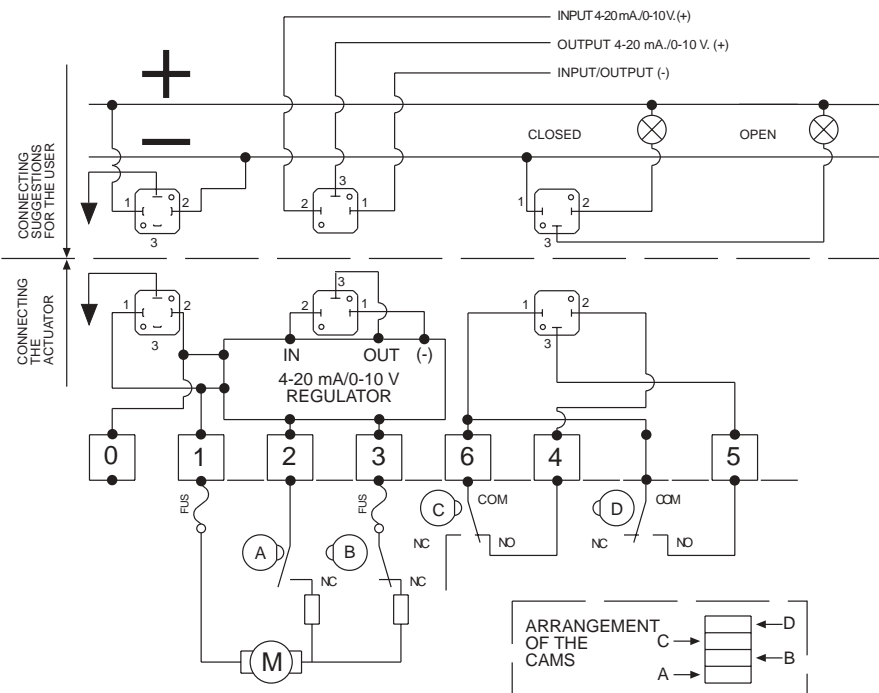 INPUT 4-20 mA./0-10 V. (+)
OUTPUT 4-20 mA./0-10 V. (+)
INPUT/OUTPUT (-)
+
−
CLOSED
OPEN
CONNECTING
SUGGESTIONS
FOR THE USER
1 2
3
3
2 1
1 2
3
CONNECTING
THE
ACTUATOR
1 2
3
3
2 1
1 2
3
IN OUT (-)
4-20 mA/0-10 V
REGULATOR
0 1 2 3 6 4 5
FUS
FUS
C COM
D COM
NC NO
NC NO
A
B
NC
NC
M
ARRANGEMENT
OF THE
CAMS
D
C
B
A